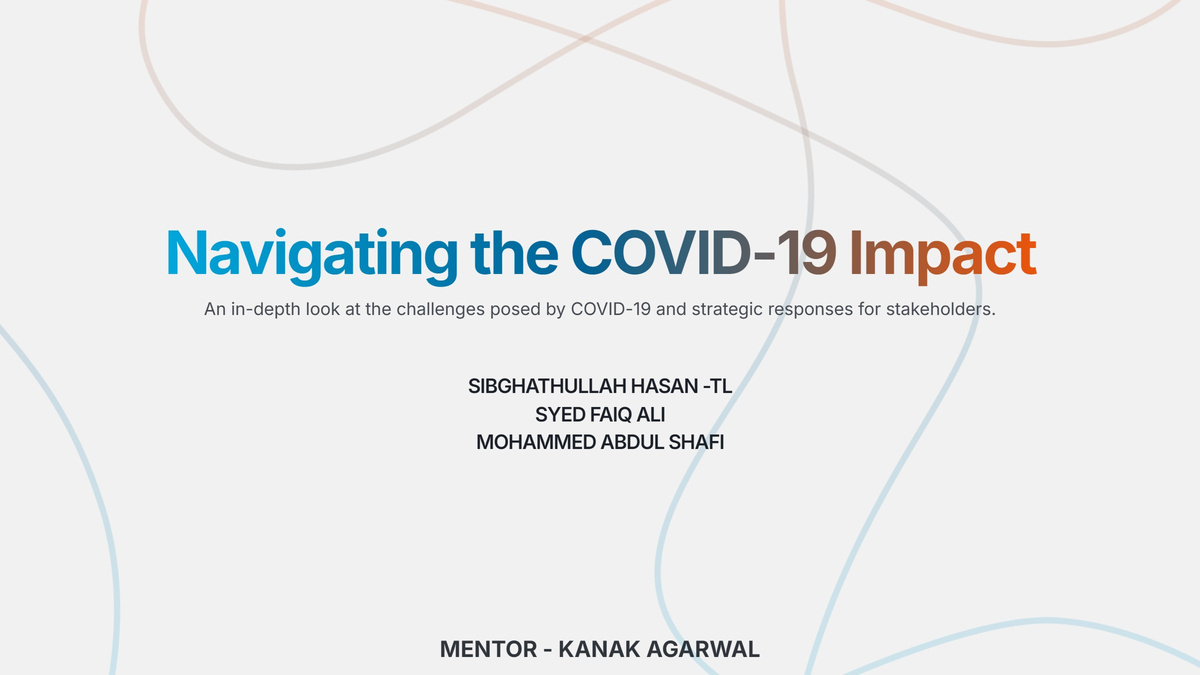 Navigating the COVID-19 Impact
An in-depth look at the challenges posed by COVID-19 and strategic responses for stakeholders.
SIBGHATHULLAH HASAN -TL
SYED FAIQ ALI
MOHAMMED ABDUL SHAFI
MENTOR - KANAK AGARWAL